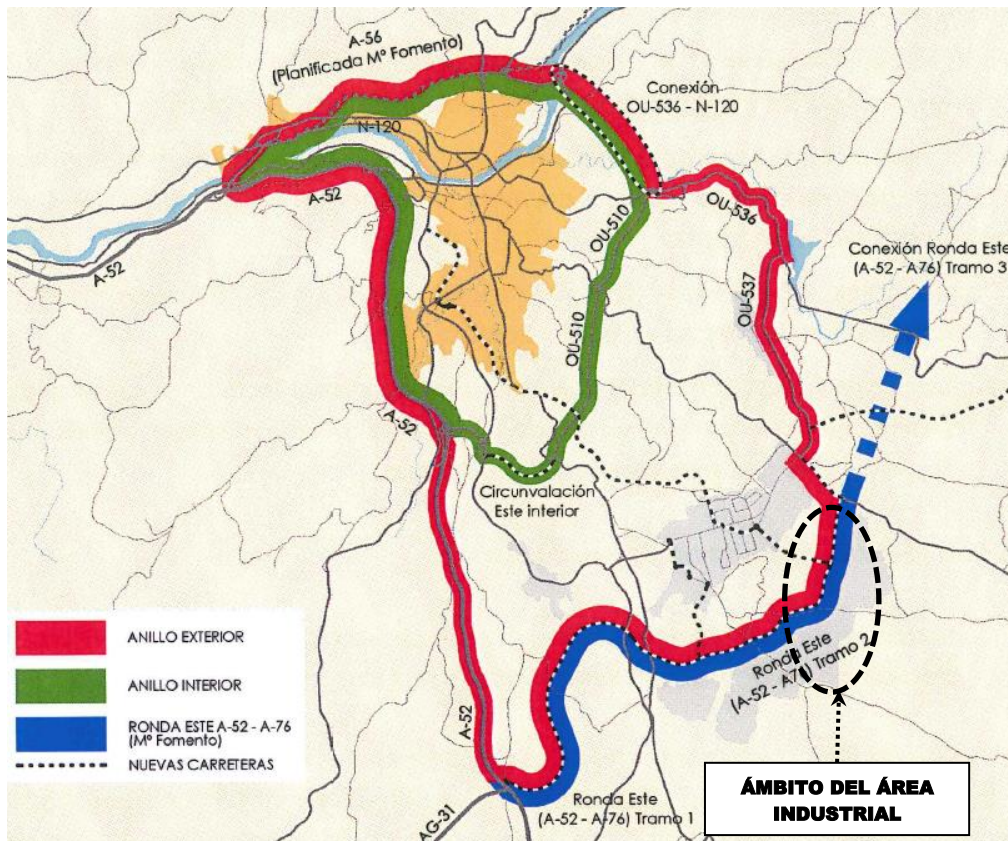 A-56
(Planificada Mº Fomento)
Conexión
OU-536 - N-120
N-120
A-52
A-52
OU-536
OU-510
Conexión Ronda Este
(A-52 - A76) Tramo 3
OU-537
OU-510
A-52
Circunvalación
Este interior
ANILLO EXTERIOR
ANILLO INTERIOR
RONDA ESTE A-52 - A-76
(Mº Fomento)
NUEVAS CARRETERAS
Ronda Este
(A-52 - A76) Tramo 2
A-52
AG-31
Ronda Este
(A-52 - A-76) Tramo 1
ÁMBITO DEL ÁREA
INDUSTRIAL